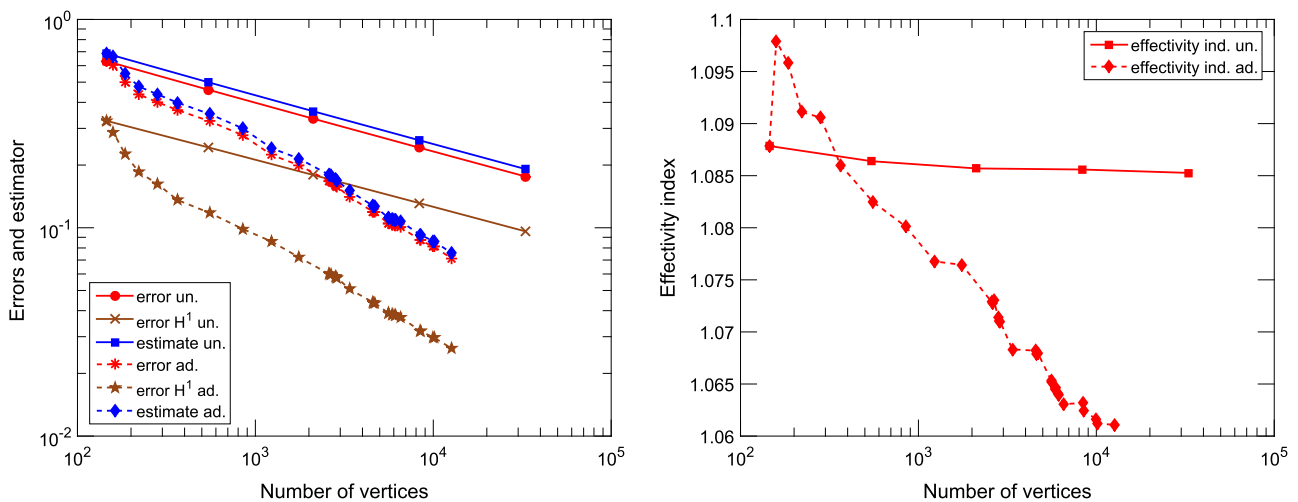 10^0
10^-1
10^-2
Errors and estimator
error un.
error H^1 un.
estimate un.
error ad.
error H^1 ad.
estimate ad.
10^2 10^3 10^4 10^5
Number of vertices
1.1
1.095
1.09
1.085
1.08
1.075
1.07
1.065
1.06
Effectivity index
effectivity ind. un.
effectivity ind. ad.
10^2 10^3 10^4 10^5
Number of vertices